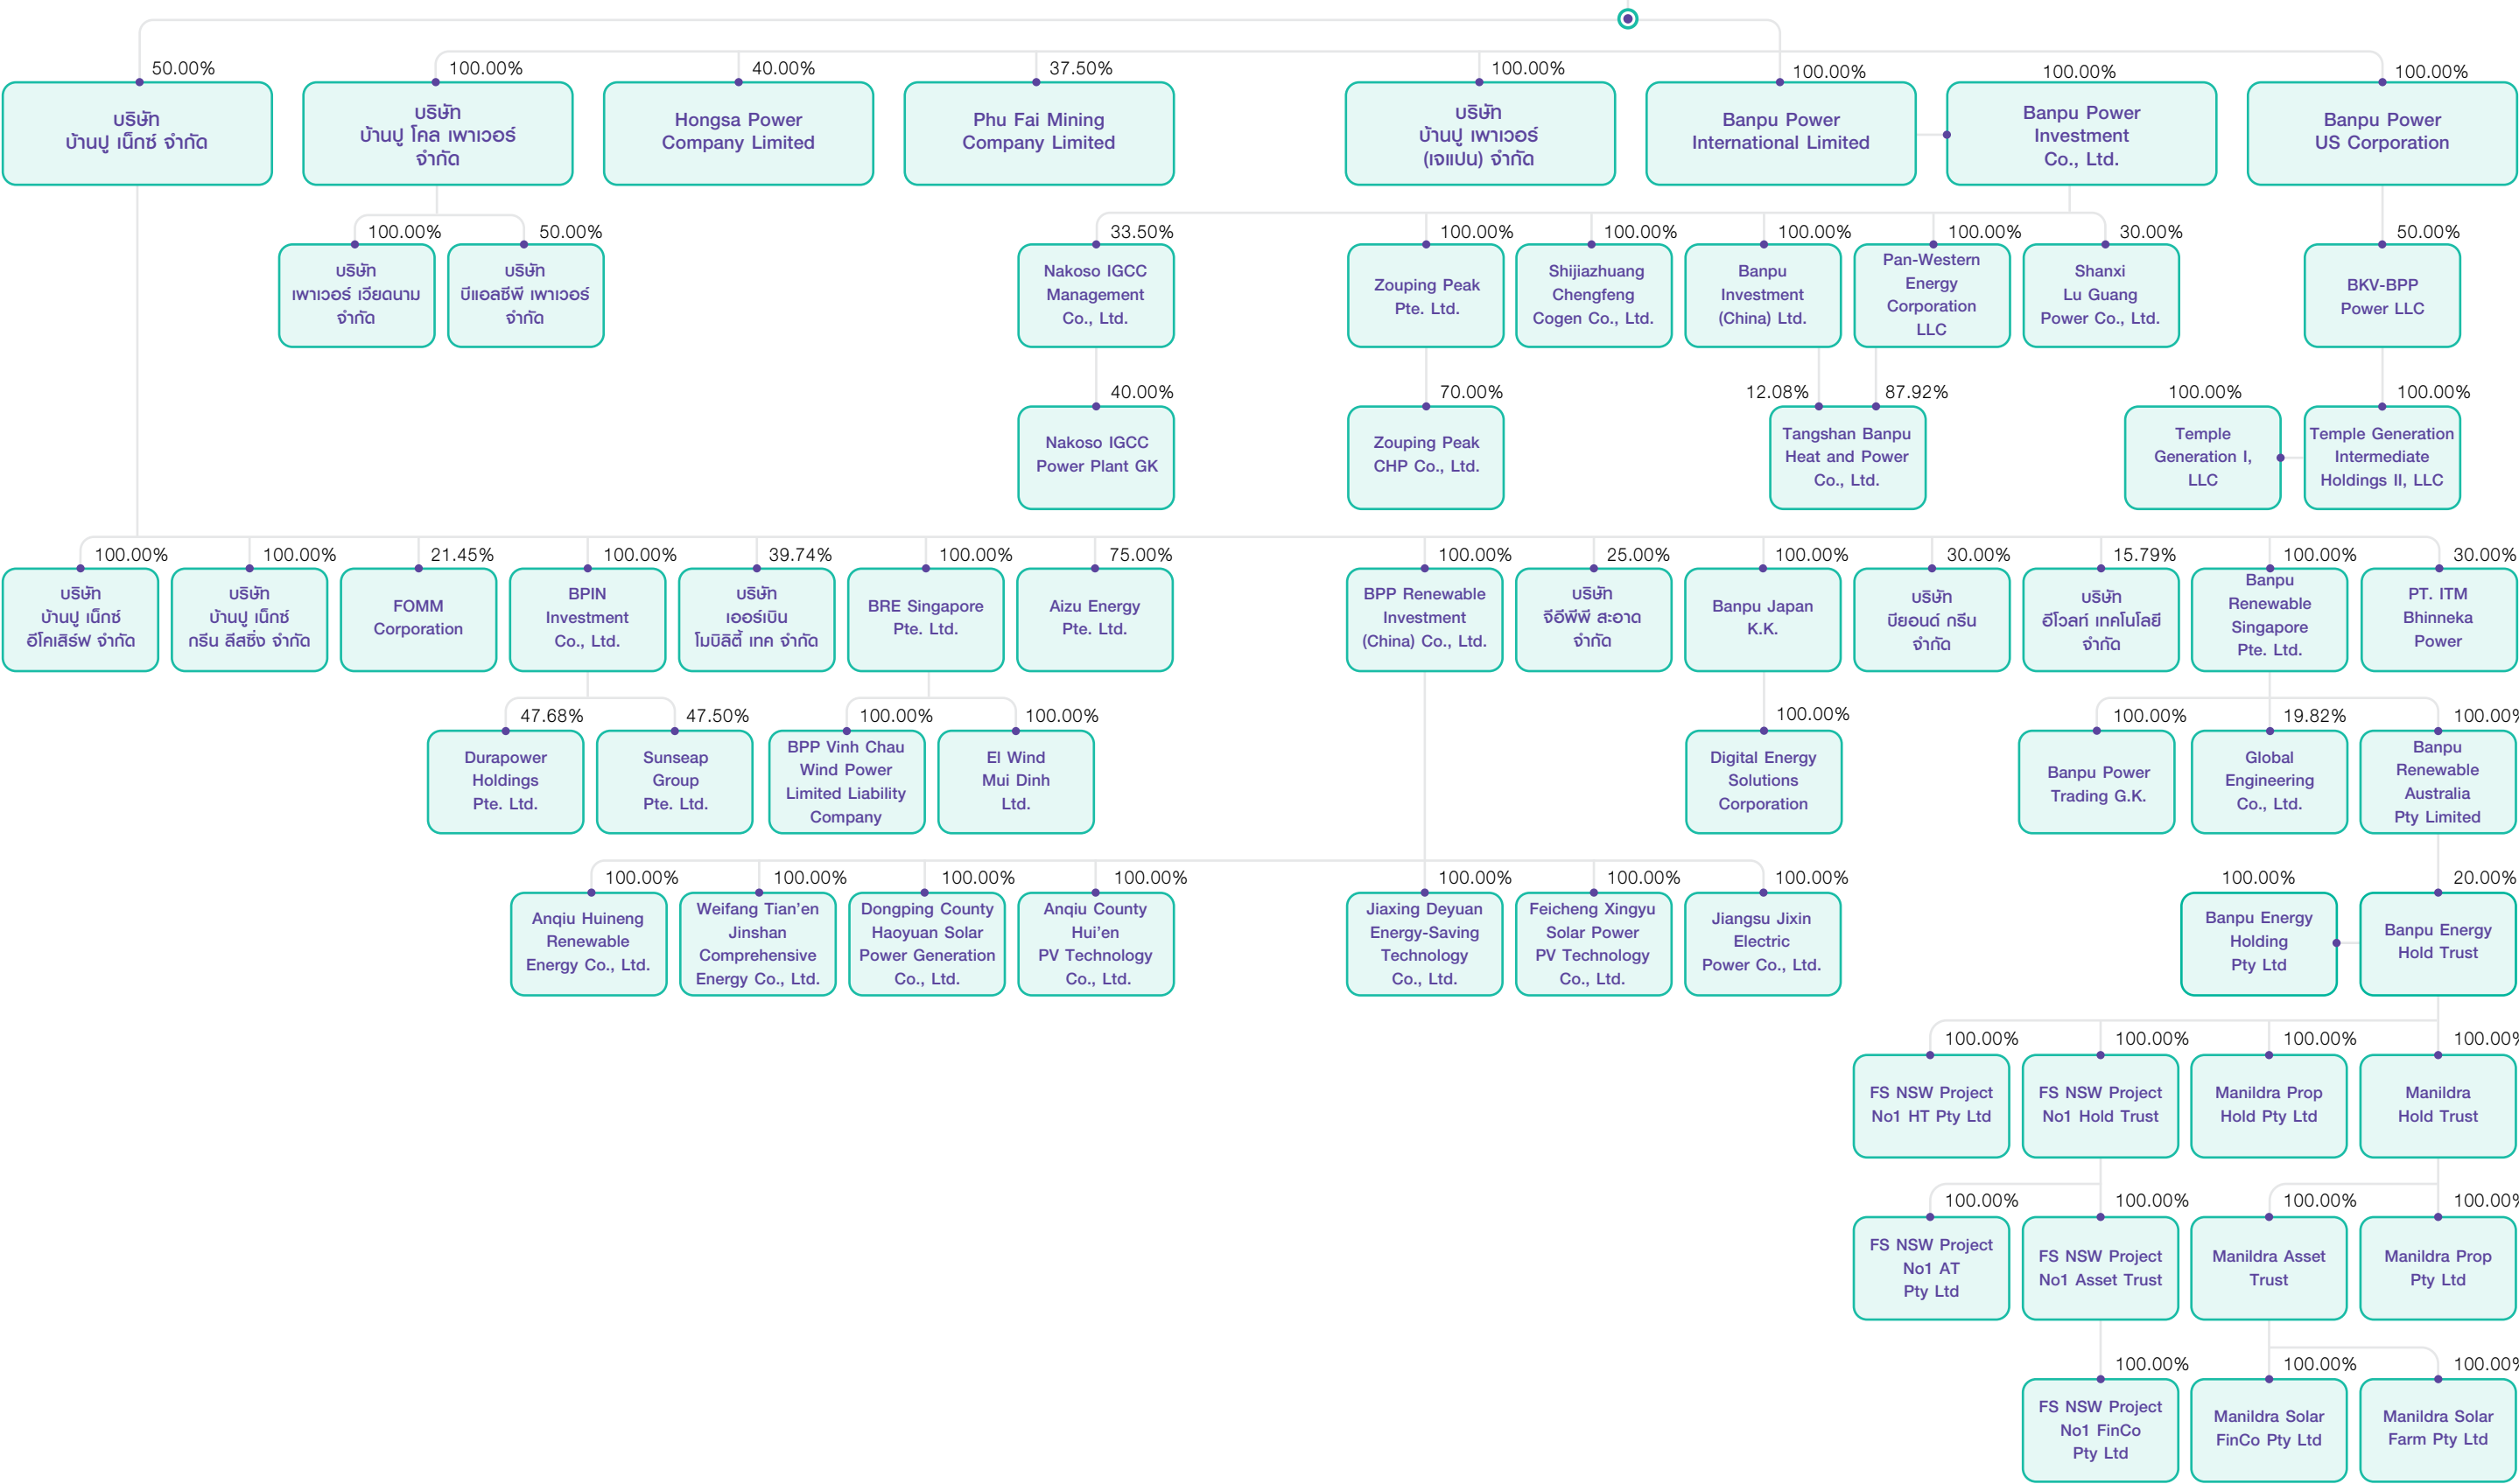 50.00%
บริษัท
บ้านปู เน็กซ์ จำกัด
100.00%
บริษัท
บ้านปู โคล เพาเวอร์
จำกัด
40.00%
Hongsa Power
Company Limited
37.50%
Phu Fai Mining
Company Limited
100.00%
บริษัท
บ้านปู เพาเวอร์
(เจแปน) จำกัด
100.00%
Banpu Power
International Limited
100.00%
Banpu Power
Investment
Co., Ltd.
100.00%
Banpu Power
US Corporation
100.00%
บริษัท
เพาเวอร์ เวียดนาม
จำกัด
50.00%
บริษัท
บีแอลซีพี เพาเวอร์
จำกัด
33.50%
Nakoso IGCC
Management
Co., Ltd.
100.00%
Zouping Peak
Pte. Ltd.
100.00%
Shijiazhuang
Chengfeng
Cogen Co., Ltd.
100.00%
Banpu
Investment
(China) Ltd.
100.00%
Pan-Western
Energy
Corporation
LLC
30.00%
Shanxi
Lu Guang
Power Co., Ltd.
50.00%
BKV-BPP
Power LLC
40.00%
Nakoso IGCC
Power Plant GK
70.00%
Zouping Peak
CHP Co., Ltd.
12.08%
87.92%
Tangshan Banpu
Heat and Power
Co., Ltd.
100.00%
Temple
Generation I,
LLC
100.00%
Temple Generation
Intermediate
Holdings II, LLC
100.00%
บริษัท
บ้านปู เน็กซ์
อีโคเสิร์ฟ จำกัด
100.00%
บริษัท
บ้านปู เน็กซ์
กรีน ลีสซิ่ง จำกัด
21.45%
FOMM
Corporation
100.00%
BPIN
Investment
Co., Ltd.
39.74%
บริษัท
เออร์เบิน
โมบิลิตี้ เทค จำกัด
100.00%
BRE Singapore
Pte. Ltd.
75.00%
Aizu Energy
Pte. Ltd.
100.00%
BPP Renewable
Investment
(China) Co., Ltd.
25.00%
บริษัท
จีอีพีพี สะอาด
จำกัด
100.00%
Banpu Japan
K.K.
30.00%
บริษัท
บียอนด์ กรีน
จำกัด
15.79%
บริษัท
อีโวลท์ เทคโนโลยี
จำกัด
100.00%
Banpu
Renewable
Singapore
Pte. Ltd.
30.00%
PT. ITM
Bhinneka
Power
47.68%
Durapower
Holdings
Pte. Ltd.
47.50%
Sunseap
Group
Pte. Ltd.
100.00%
BPP Vinh Chau
Wind Power
Limited Liability
Company
100.00%
El Wind
Mui Dinh
Ltd.
100.00%
Digital Energy
Solutions
Corporation
100.00%
Banpu Power
Trading G.K.
19.82%
Global
Engineering
Co., Ltd.
100.00%
Banpu
Renewable
Australia
Pty Limited
100.00%
Anqiu Huineng
Renewable
Energy Co., Ltd.
100.00%
Weifang Tian’en
Jinshan
Comprehensive
Energy Co., Ltd.
100.00%
Dongping County
Haoyuan Solar
Power Generation
Co., Ltd.
100.00%
Anqiu County
Hui’en
PV Technology
Co., Ltd.
100.00%
Jiaxing Deyuan
Energy-Saving
Technology
Co., Ltd.
100.00%
Feicheng Xingyu
Solar Power
PV Technology
Co., Ltd.
100.00%
Jiangsu Jixin
Electric
Power Co., Ltd.
100.00%
Banpu Energy
Holding
Pty Ltd
20.00%
Banpu Energy
Hold Trust
100.00%
FS NSW Project
No1 HT Pty Ltd
100.00%
FS NSW Project
No1 Hold Trust
100.00%
Manildra Prop
Hold Pty Ltd
100.00%
Manildra
Hold Trust
100.00%
FS NSW Project
No1 AT
Pty Ltd
100.00%
FS NSW Project
No1 Asset Trust
100.00%
Manildra Asset
Trust
100.00%
Manildra Prop
Pty Ltd
100.00%
FS NSW Project
No1 FinCo
Pty Ltd
100.00%
Manildra Solar
FinCo Pty Ltd
100.00%
Manildra Solar
Farm Pty Ltd